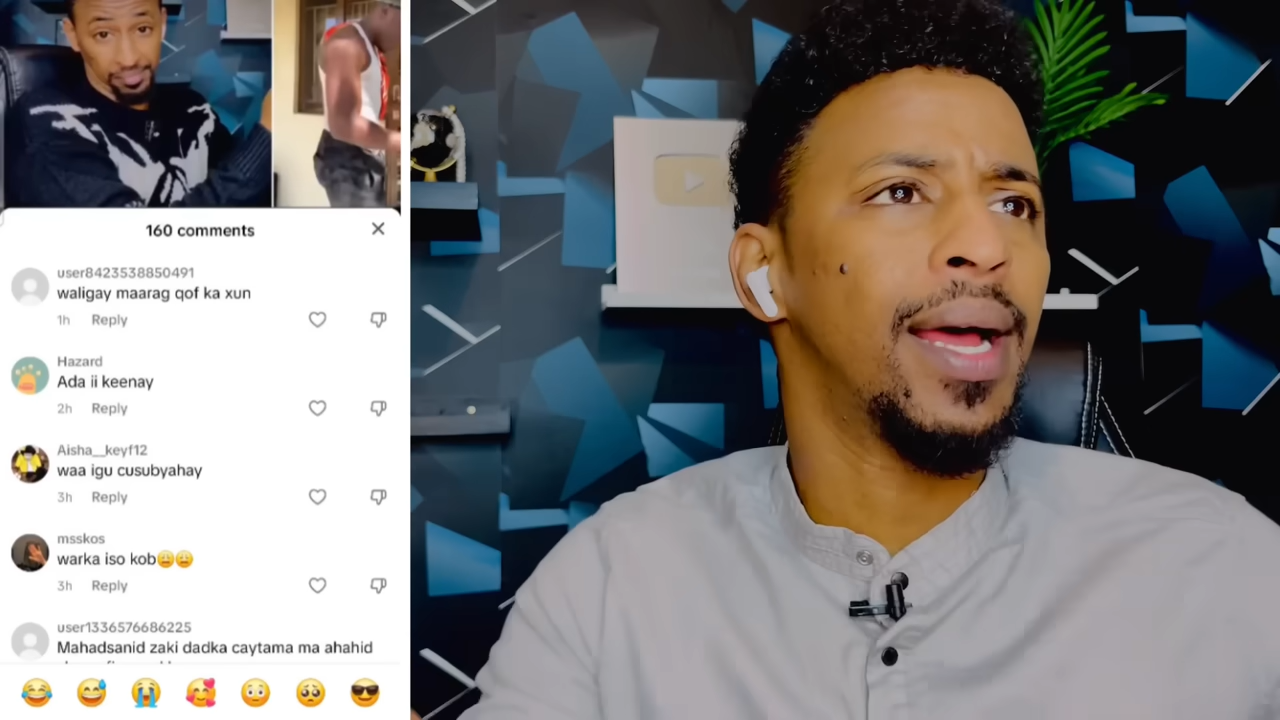 160 comments
user8423538850491
waligay maarag qof ka xun
1h Reply
Hazard
Ada ii keenay
2h Reply
Aisha__keyf12
waa igu cusubyahay
3h Reply
msskos
warka iso kob😩😩
3h Reply
user1336576686225
Mahadsanid zaki dadka caytama ma ahahid